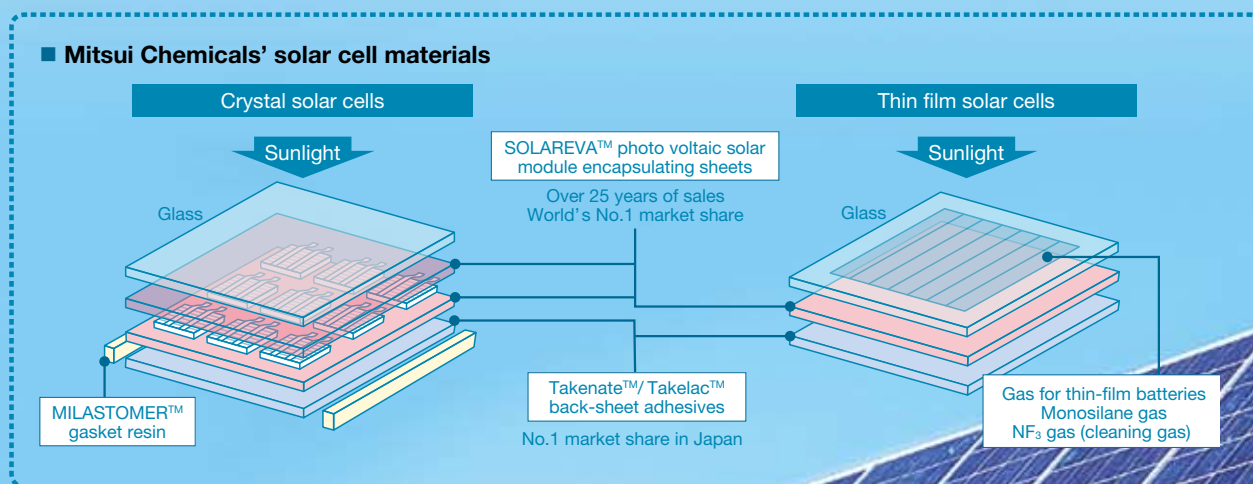 ■ Mitsui Chemicals’ solar cell materials
Crystal solar cells
Sunlight
Glass
MILASTOMER™
gasket resin
SOLAREVA™ photo voltaic solar
module encapsulating sheets
Over 25 years of sales
World’s No.1 market share
Takenate™/ Takelac™
back-sheet adhesives
No.1 market share in Japan
Thin film solar cells
Sunlight
Glass
Gas for thin-film batteries
Monosilane gas
NF₃ gas (cleaning gas)